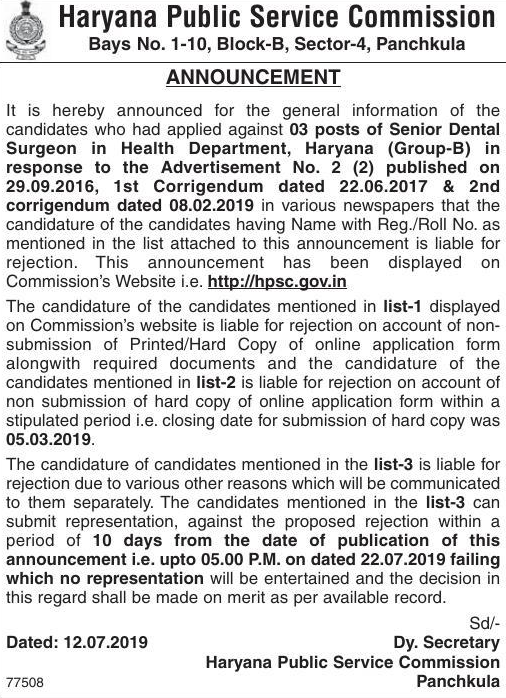 Haryana Public Service Commission
Bays No. 1-10, Block-B, Sector-4, Panchkula
ANNOUNCEMENT
It is hereby announced for the general information of the
candidates who had applied against 03 posts of Senior Dental
Surgeon in Health Department, Haryana (Group-B) in
response to the Advertisement No. 2 (2) published on
29.09.2016, 1st Corrigendum dated 22.06.2017 & 2nd
corrigendum dated 08.02.2019 in various newspapers that the
candidature of the candidates having Name with Reg./Roll No. as
mentioned in the list attached to this announcement is liable for
rejection. This announcement has been displayed on
Commission's Website i.e. http://hpsc.gov.in
The candidature of the candidates mentioned in list-1 displayed
on Commission's website is liable for rejection on account of non-
submission of Printed/Hard Copy of online application form
alongwith required documents and the candidature of the
candidates mentioned in list-2 is liable for rejection on account of
non submission of hard copy of online application form within a
stipulated period i.e. closing date for submission of hard copy was
05.03.2019.
The candidature of candidates mentioned in the list-3 is liable for
rejection due to various other reasons which will be communicated
to them separately. The candidates mentioned in the list-3 can
submit representation, against the proposed rejection within a
period of 10 days from the date of publication of this
announcement i.e. upto 05.00 P.M. on dated 22.07.2019 failing
which no representation will be entertained and the decision in
this regard shall be made on merit as per available record.
Sd/-
Dated: 12.07.2019 Dy. Secretary
Haryana Public Service Commission
77508 Panchkula